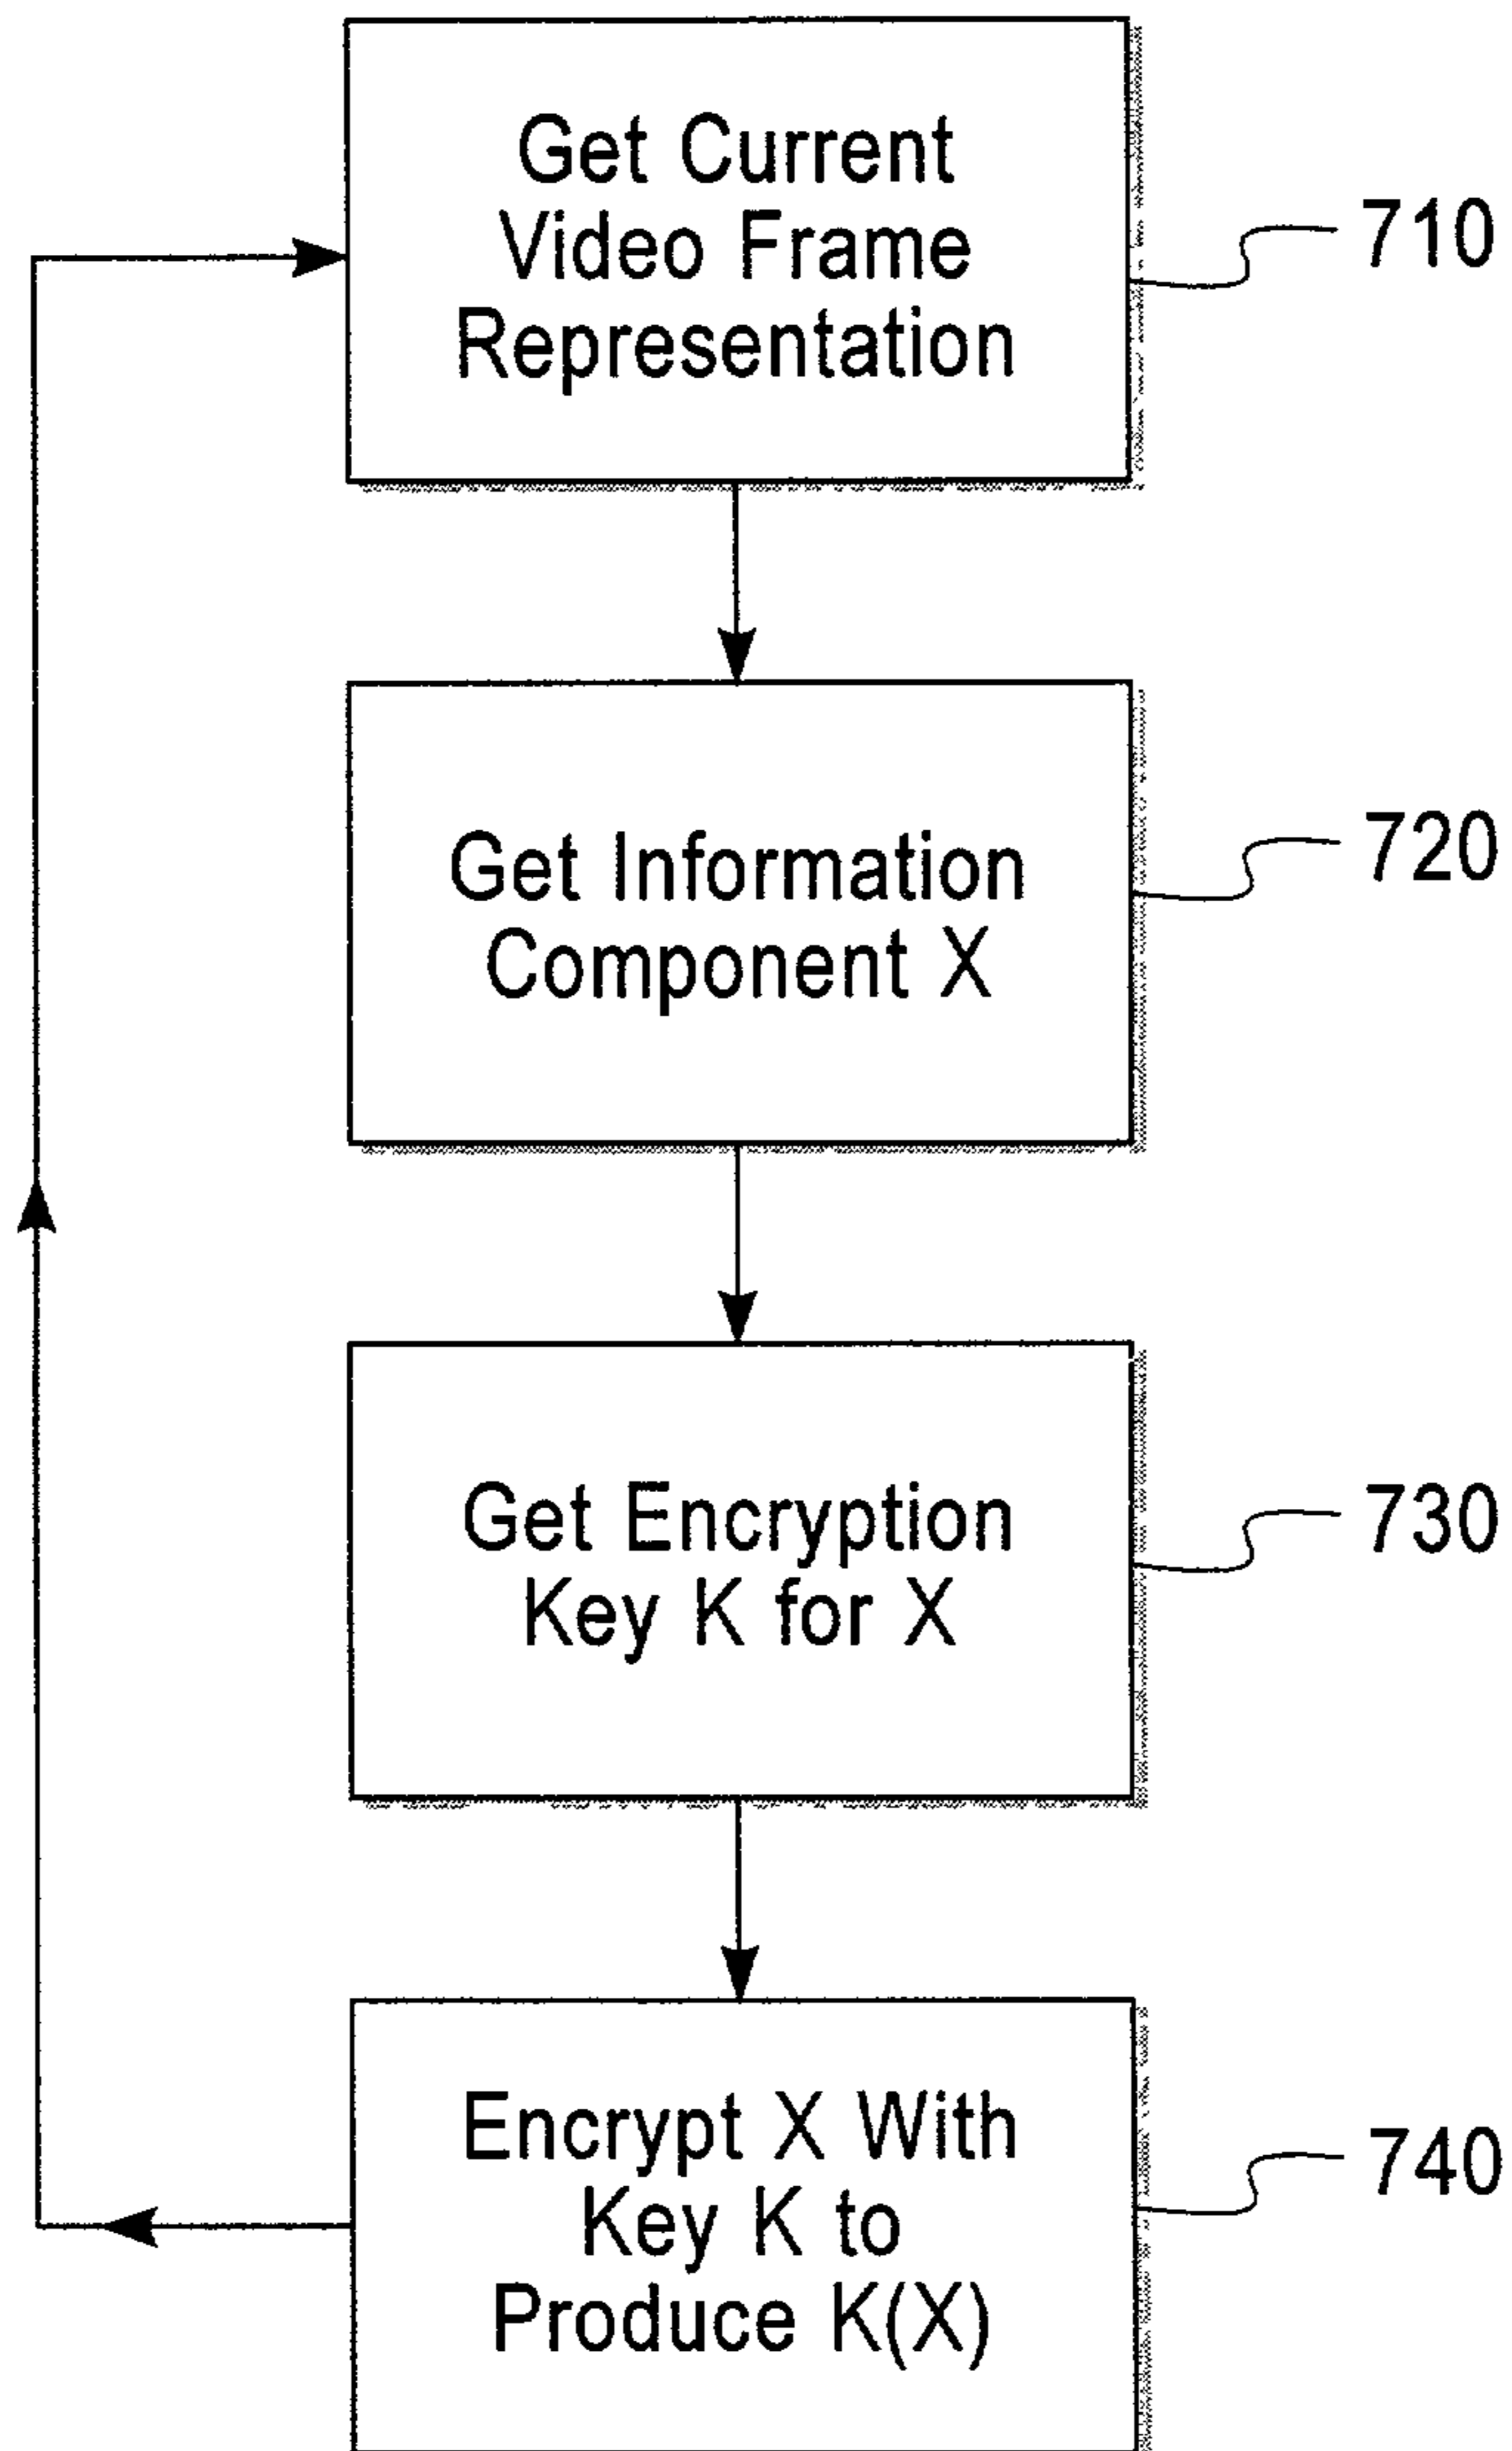 Get Current
Video Frame
Representation
710
Get Information
Component X
720
Get Encryption
Key K for X
730
Encrypt X With
Key K to
Produce K(X)
740